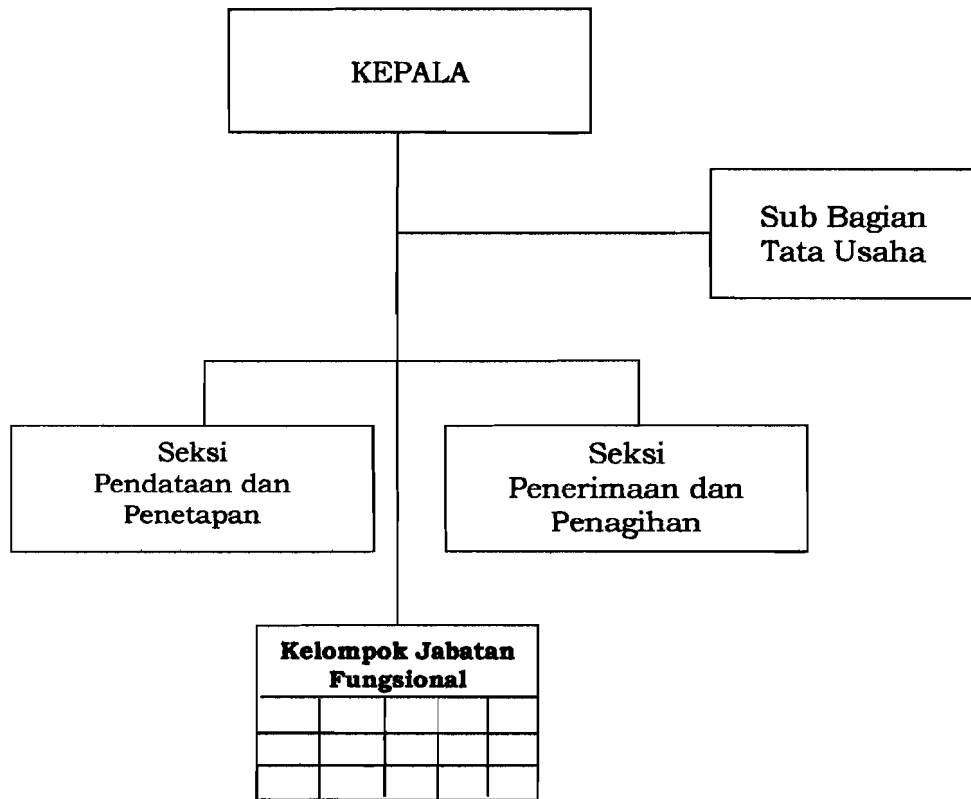 KEPALA
Sub Bagian
Tata Usaha
Seksi
Pendataan dan
Penetapan
Seksi
Penerimaan dan
Penagihan
Kelompok Jabatan
Fungsional